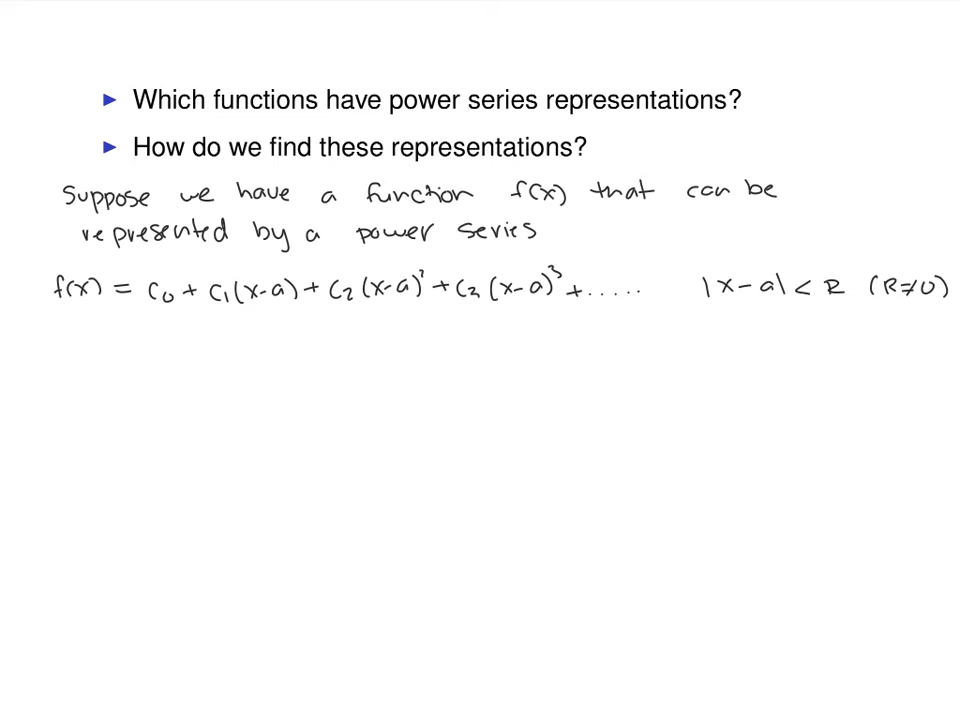 ▶ Which functions have power series representations?
▶ How do we find these representations?
Suppose we have a function f(x) that can be
represented by a power series
f(x) = c₀ + c₁(x-a) + c₂(x-a)² + c₂(x-a)³ + ..... |x-a| < R (R≠0)